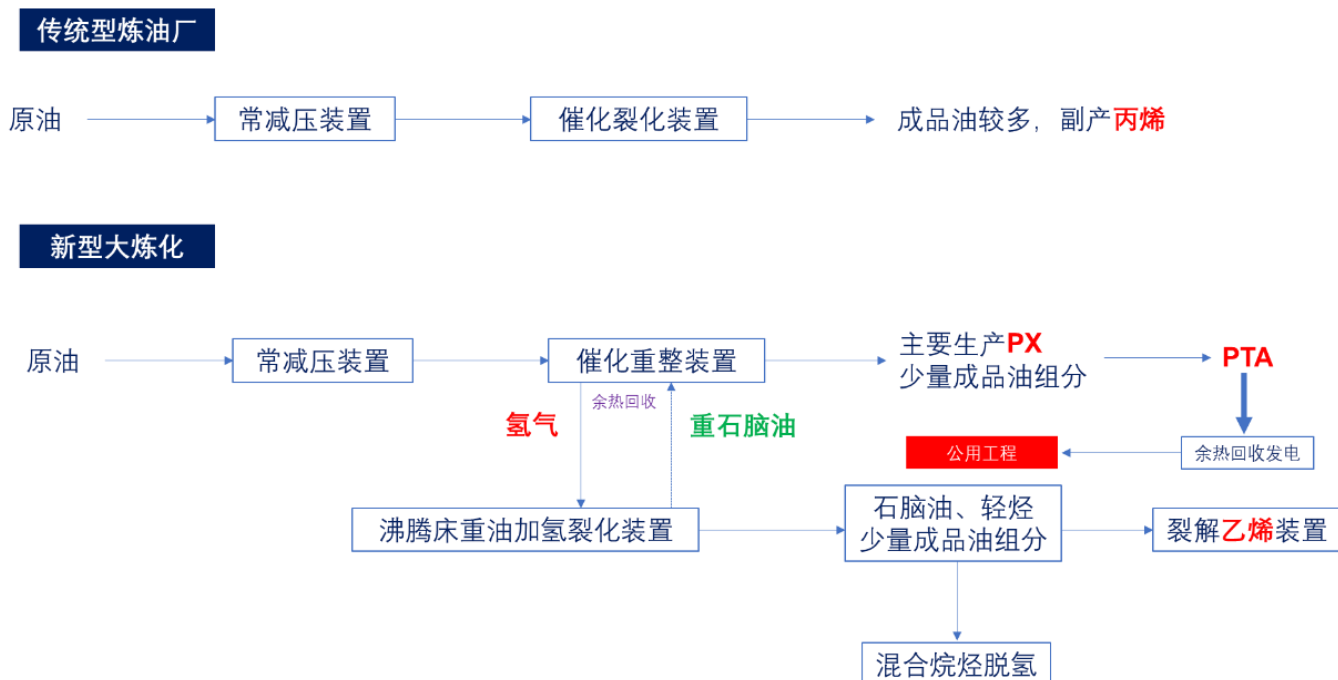 传统型炼油厂
原油
常减压装置
催化裂化装置
成品油较多，副产丙烯
新型大炼化
原油
常减压装置
催化重整装置
主要生产PX
少量成品油组分
PTA
氢气
余热回收
重石脑油
公用工程
余热回收发电
沸腾床重油加氢裂化装置
石脑油、轻烃
少量成品油组分
裂解乙烯装置
混合烷烃脱氢